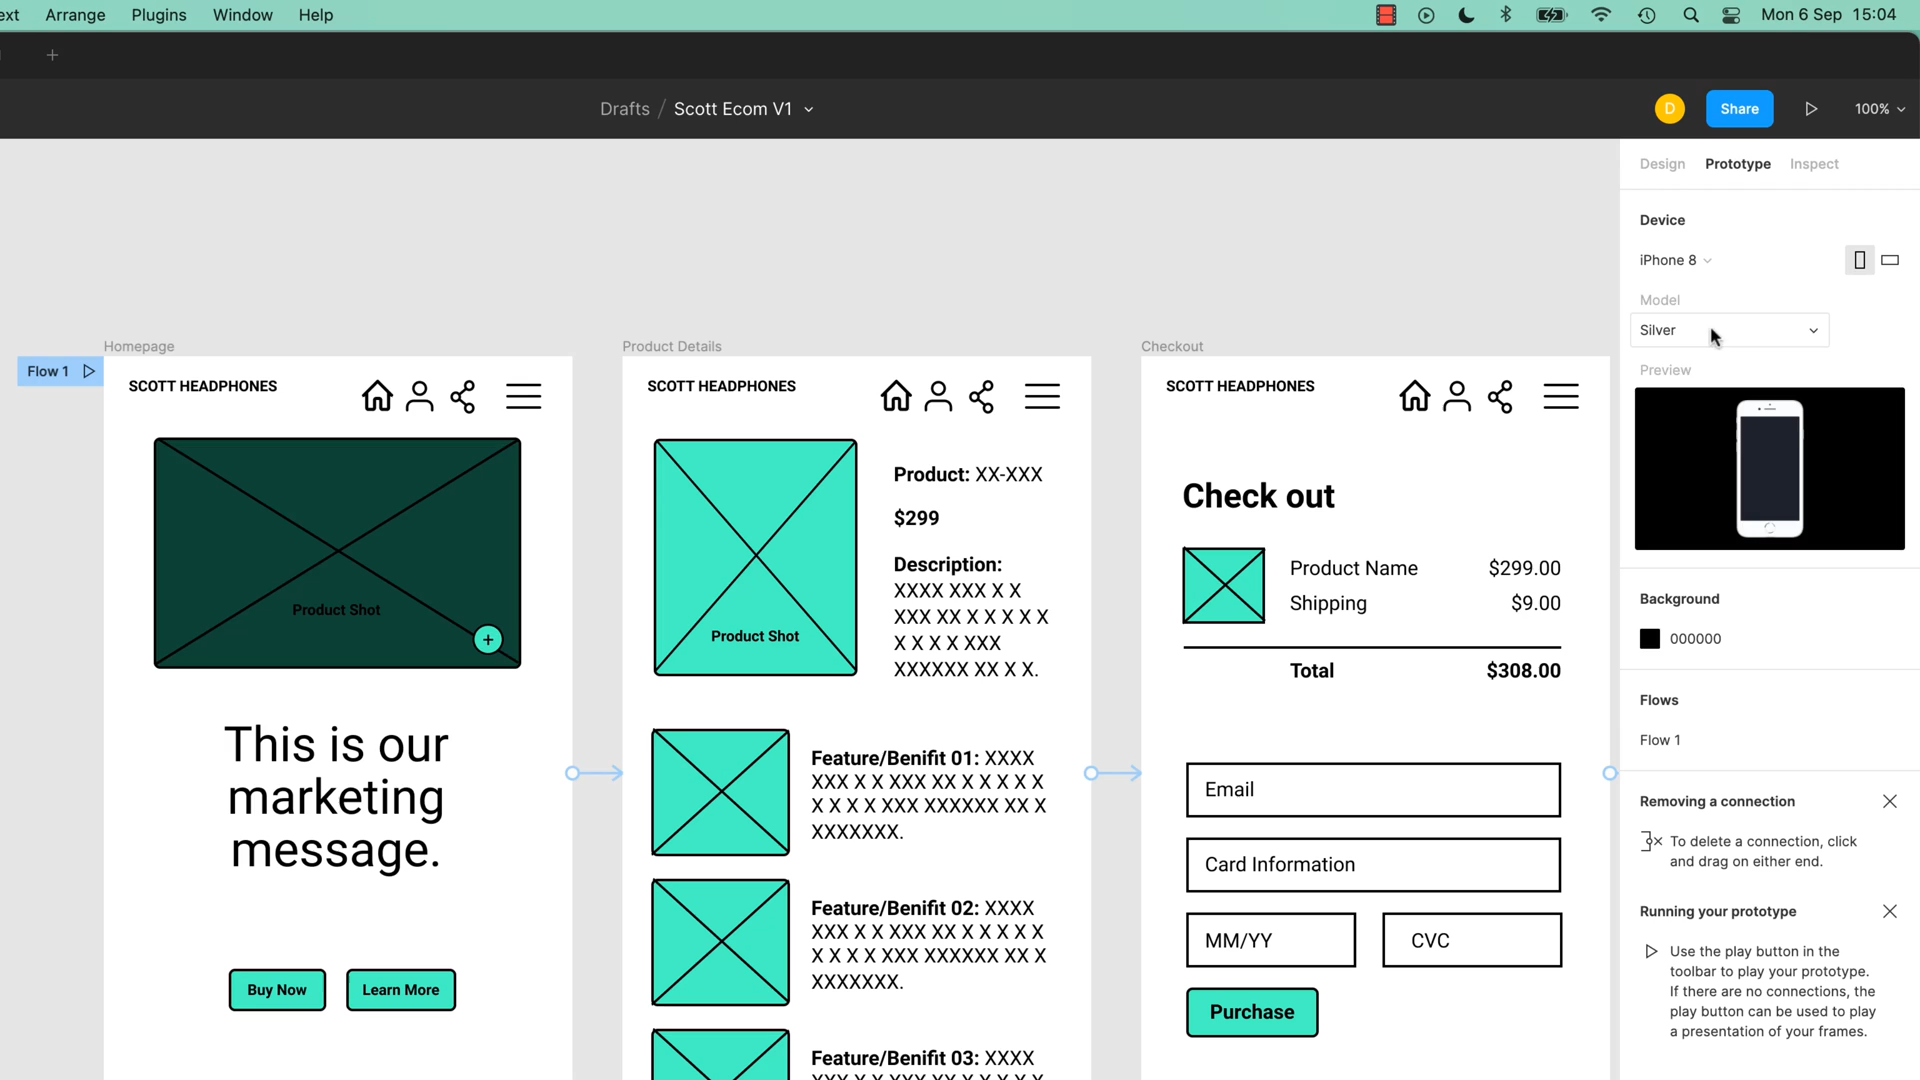 ext Arrange Plugins Window Help Mon 6 Sep 15:04
Drafts / Scott Ecom V1 D Share 100%
Design Prototype Inspect
Device
iPhone 8
Model
Silver
Preview
Background
000000
Flows
Flow 1
Removing a connection
To delete a connection, click
and drag on either end.
Running your prototype
Use the play button in the
toolbar to play your prototype.
If there are no connections, the
play button can be used to play
a presentation of your frames.
Flow 1
Homepage
SCOTT HEADPHONES
Product Shot
+
This is our
marketing
message.
Buy Now
Learn More
Product Details
SCOTT HEADPHONES
Product Shot
Product: XX-XXX
$299
Description:
XXXX XXX X X
XXX XX X X X X X
X X X X XXX
XXXXXX XX X X.
Feature/Benifit 01: XXXX
XXX X X XXX XX X X X X X
X X X X XXX XXXXXX XX X
XXXXXXX.
Feature/Benifit 02: XXXX
XXX X X XXX XX X X X X X
X X X X XXX XXXXXX XX X
XXXXXXX.
Feature/Benifit 03: XXXX
XXX X X XXX XX X X X X X
Checkout
SCOTT HEADPHONES
Check out
Product Name $299.00
Shipping $9.00
Total $308.00
Email
Card Information
MM/YY
CVC
Purchase